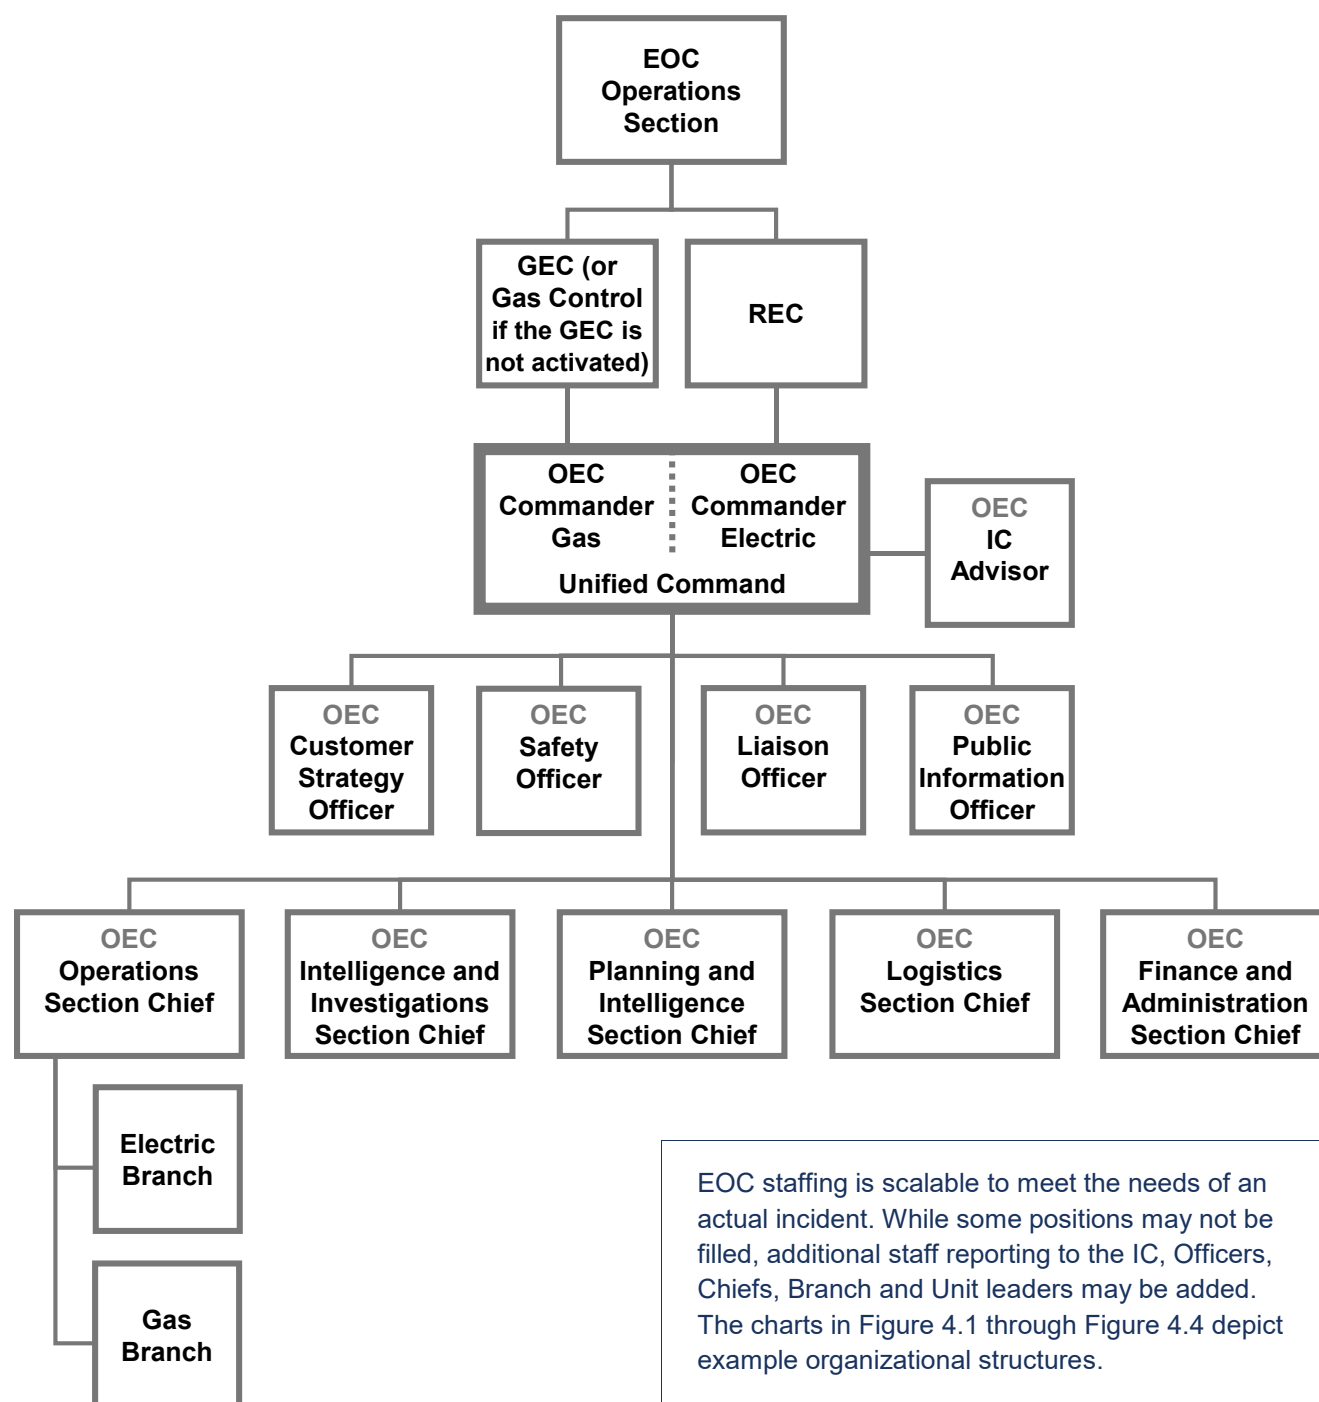 EOC
Operations
Section
GEC (or
Gas Control
if the GEC is
not activated)
REC
OEC
Commander
Gas
OEC
Commander
Electric
Unified Command
OEC
IC
Advisor
OEC
Customer
Strategy
Officer
OEC
Safety
Officer
OEC
Liaison
Officer
OEC
Public
Information
Officer
OEC
Operations
Section Chief
OEC
Intelligence and
Investigations
Section Chief
OEC
Planning and
Intelligence
Section Chief
OEC
Logistics
Section Chief
OEC
Finance and
Administration
Section Chief
Electric
Branch
Gas
Branch
EOC staffing is scalable to meet the needs of an
actual incident. While some positions may not be
filled, additional staff reporting to the IC, Officers,
Chiefs, Branch and Unit leaders may be added.
The charts in Figure 4.1 through Figure 4.4 depict
example organizational structures.